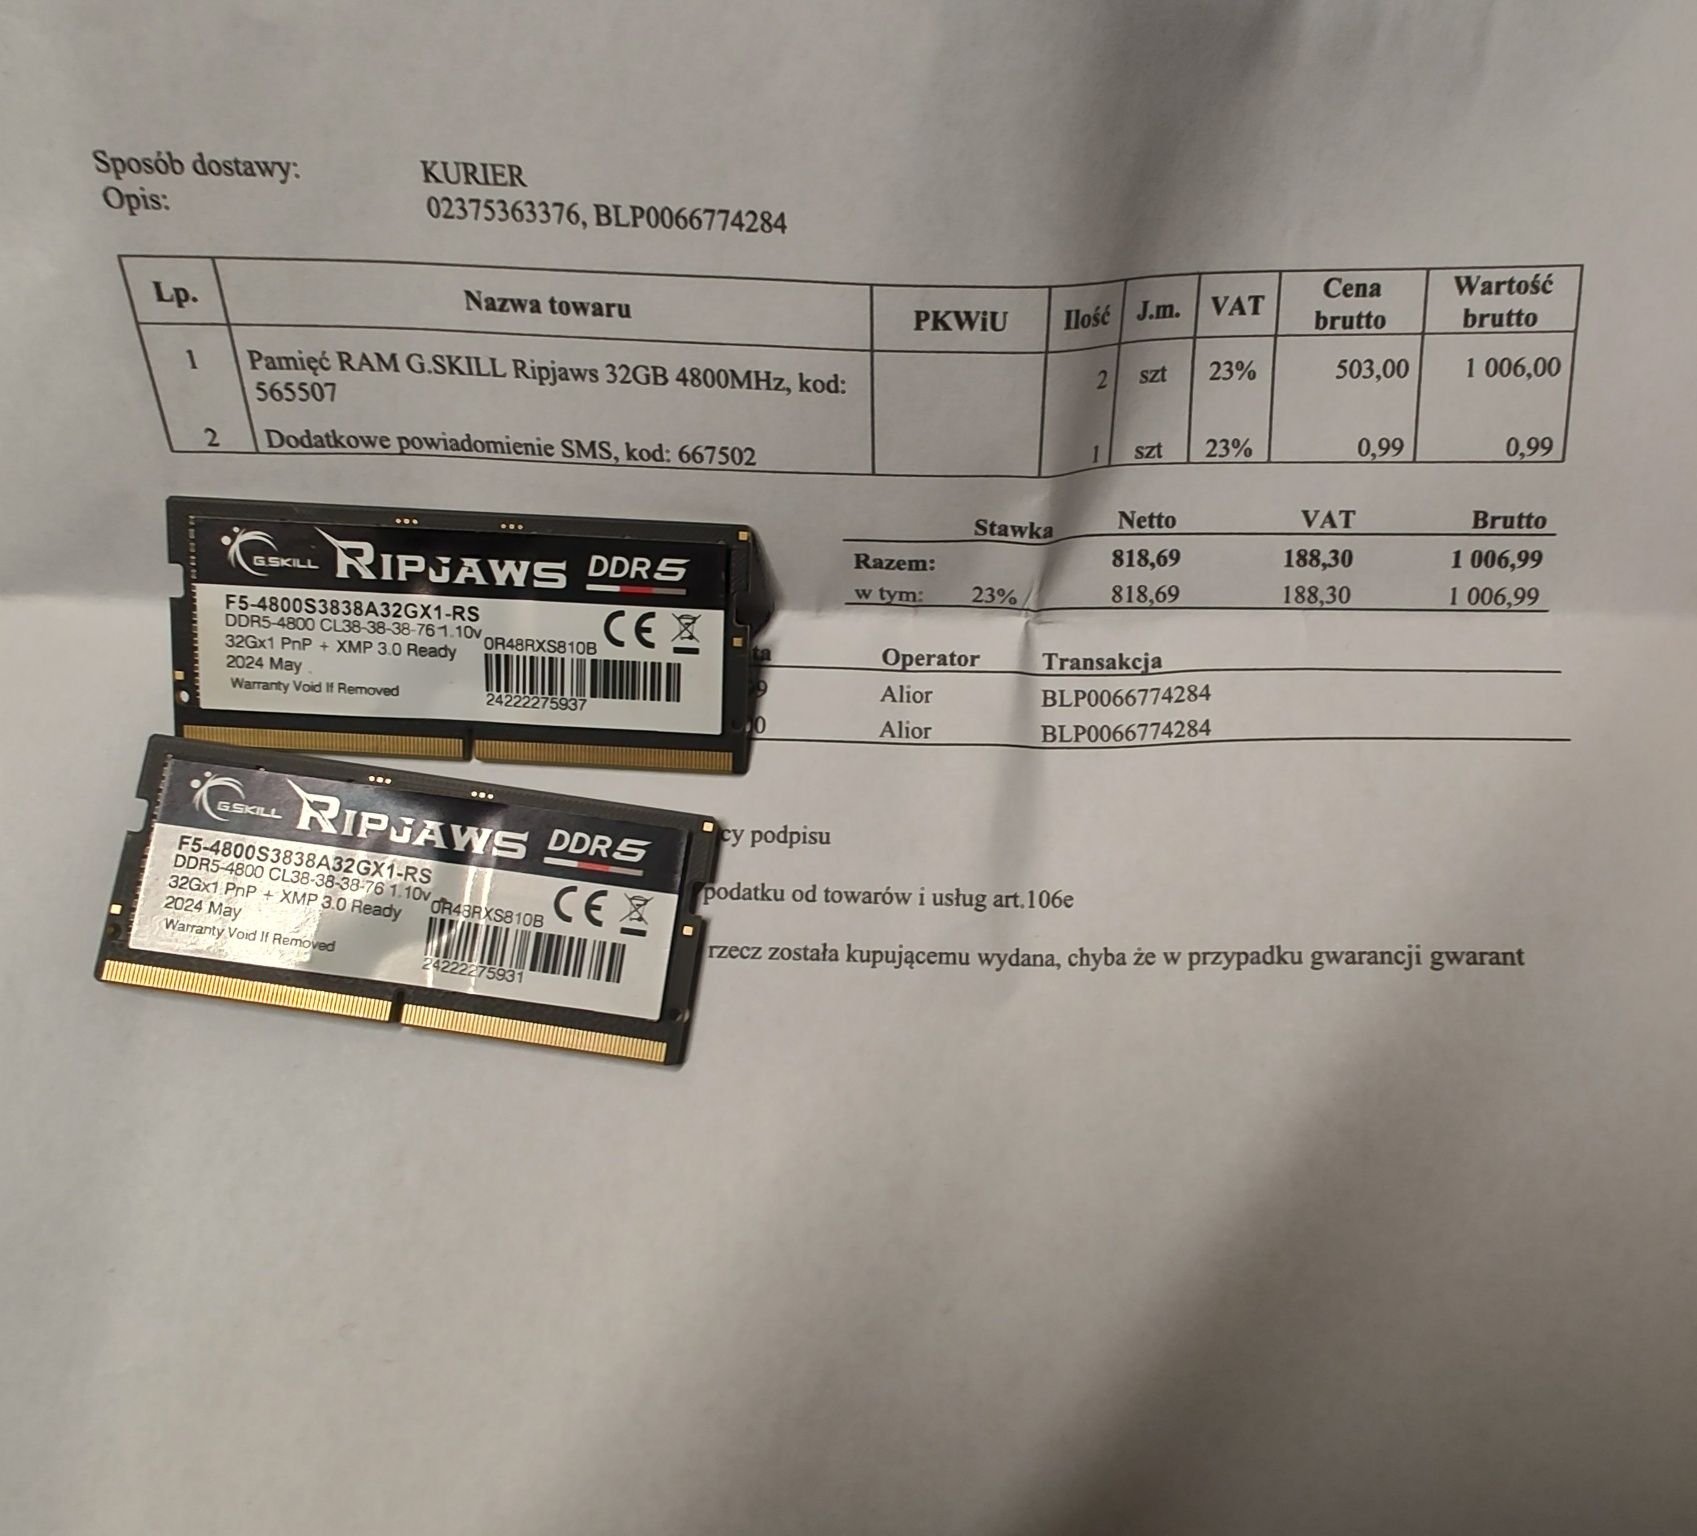 Sposób dostawy: KURIER
Opis: 02375363376, BLP0066774284
Lp. Nazwa towaru PKWiU Ilość J.m. VAT Cena brutto Wartość brutto
1 Pamięć RAM G.SKILL Ripjaws 32GB 4800MHz, kod: 565507 2 szt 23% 503,00 1 006,00
2 Dodatkowe powiadomienie SMS, kod: 667502 1 szt 23% 0,99 0,99
Stawka Netto VAT Brutto
Razem: 818,69 188,30 1 006,99
w tym: 23% 818,69 188,30 1 006,99
ta Operator Transakcja
9 Alior BLP0066774284
00 Alior BLP0066774284
cy podpisu
podatku od towarów i usług art.106e
rzecz została kupującemu wydana, chyba że w przypadku gwarancji gwarant
G.SKILL RIPJAWS DDR5
F5-4800S3838A32GX1-RS
DDR5-4800 CL38-38-38-76 1.10v
32Gx1 PnP + XMP 3.0 Ready
0R48RXS810B
2024 May
Warranty Void If Removed
24222275937
CE
G.SKILL RIPJAWS DDR5
F5-4800S3838A32GX1-RS
DDR5-4800 CL38-38-38-76 1.10v
32Gx1 PnP + XMP 3.0 Ready
0R48RXS810B
2024 May
Warranty Void If Removed
24222275931
CE